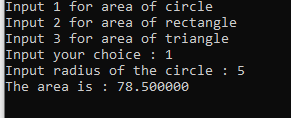 Input 1 for area of circle
Input 2 for area of rectangle
Input 3 for area of triangle
Input your choice : 1
Input radius of the circle : 5
The area is : 78.500000